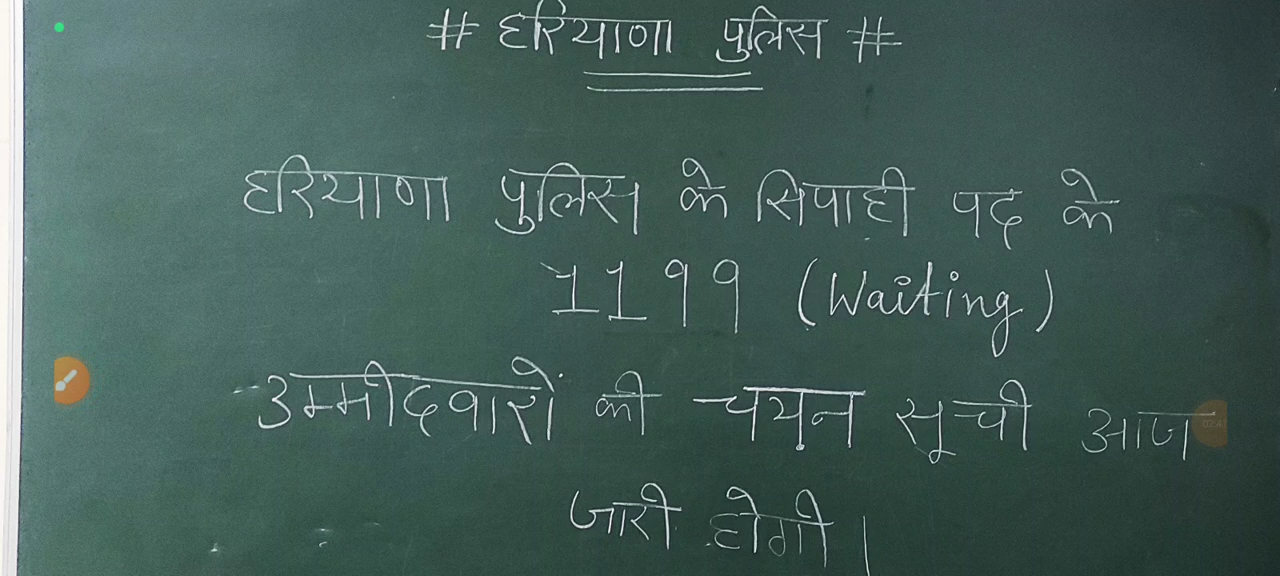 # हरियाणा पुलिस #
हरियाणा पुलिस के सिपाही पद के
1199 (Waiting)
उम्मीदवारों की चयन सूची आज
जारी होगी।